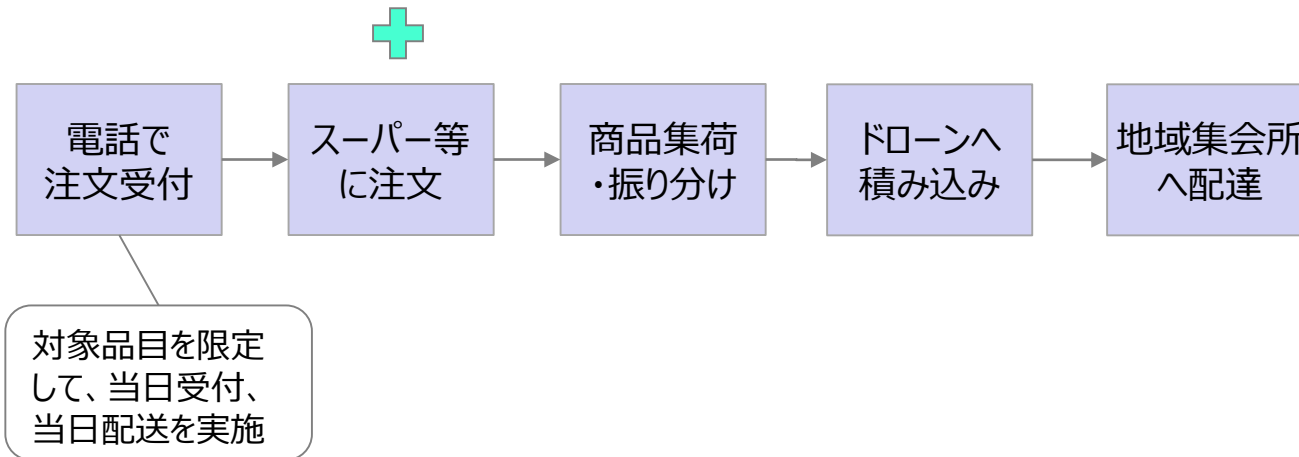 電話で
注文受付
スーパー等
に注文
商品集荷
・振り分け
ドローンへ
積み込み
地域集会所
へ配達
対象品目を限定
して、当日受付、
当日配送を実施